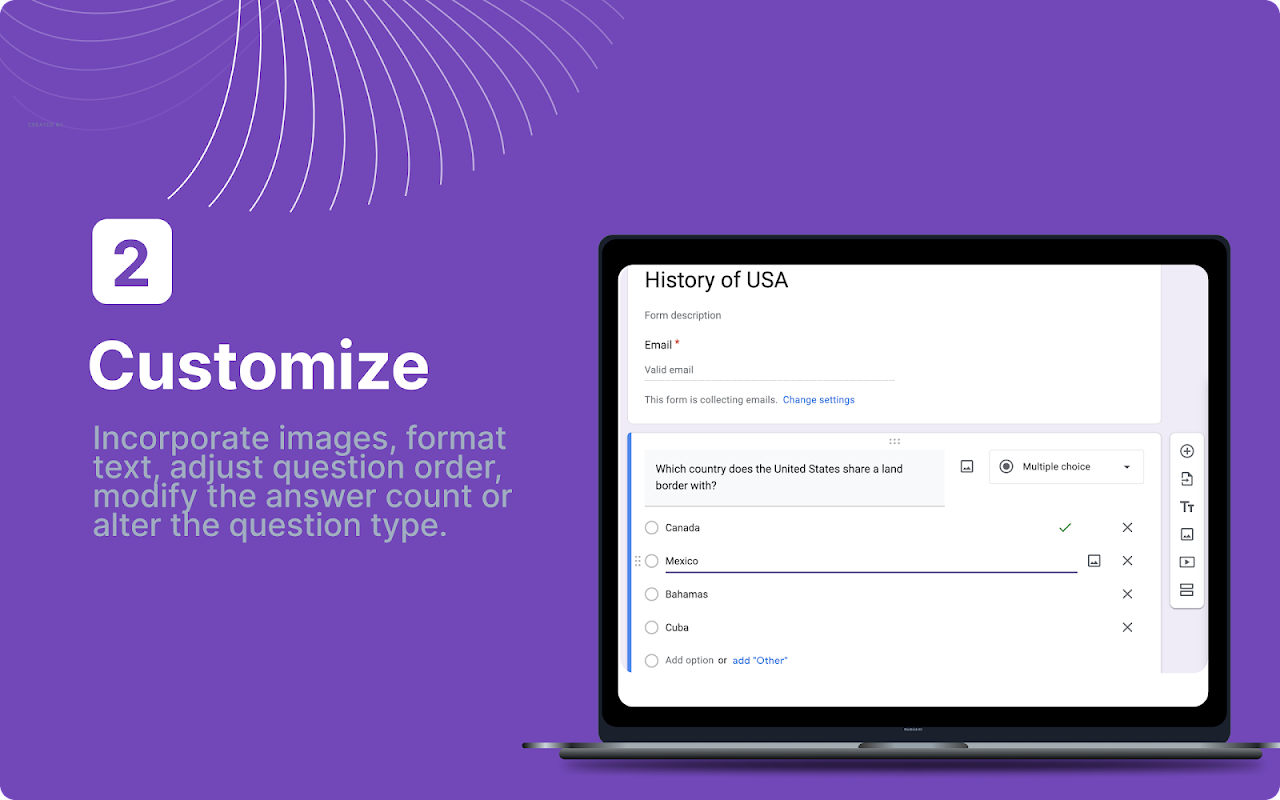 2
Customize
Incorporate images, format
text, adjust question order,
modify the answer count or
alter the question type.
History of USA
Form description
Email *
Valid email
This form is collecting emails. Change settings
Which country does the United States share a land
border with?
Multiple choice
Canada
Mexico
Bahamas
Cuba
Add option or add "Other"
Tт